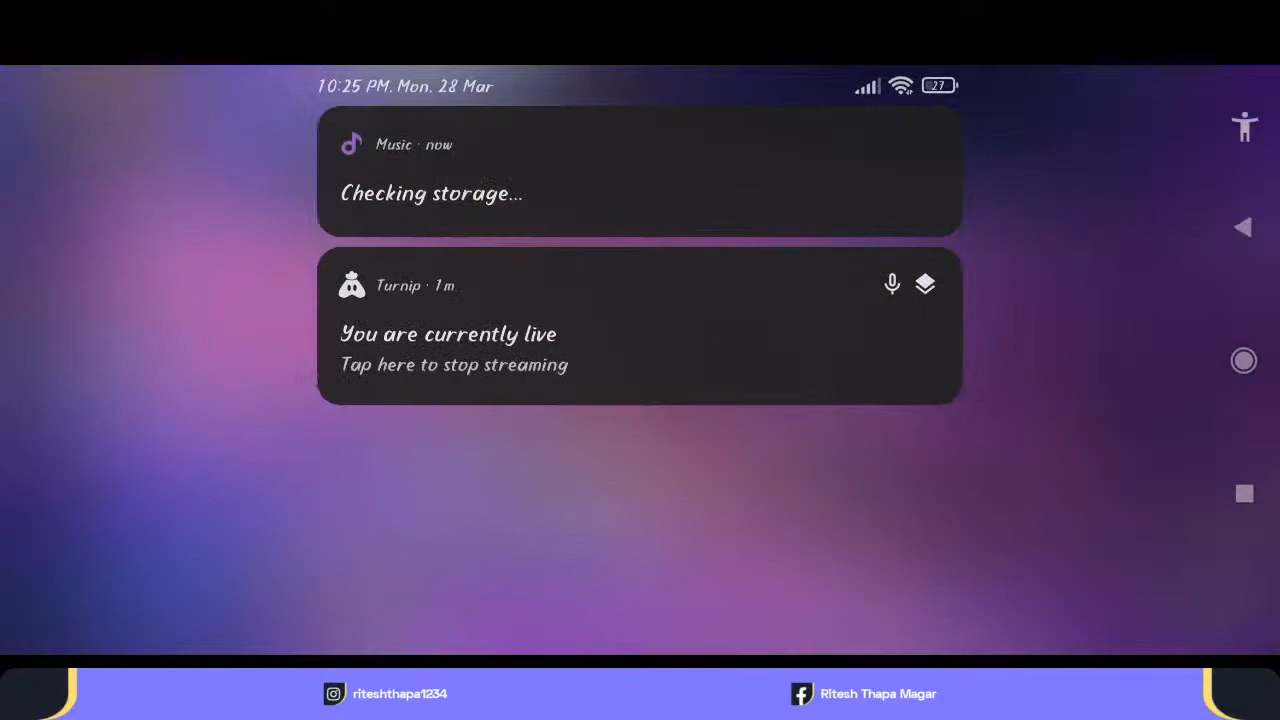 10:25 PM, Mon, 28 Mar
27
Music · now
Checking storage...
Turnip · 1m
You are currently live
Tap here to stop streaming
riteshthapa1234
Ritesh Thapa Magar